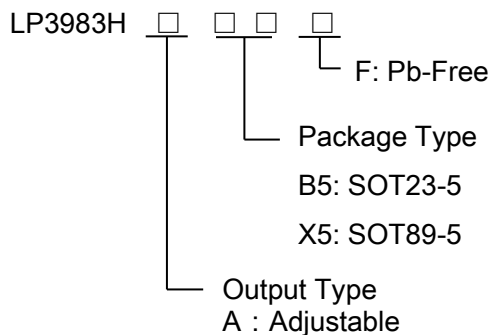 LP3983H □ □ □ □
F: Pb-Free
Package Type
B5: SOT23-5
X5: SOT89-5
Output Type
A : Adjustable